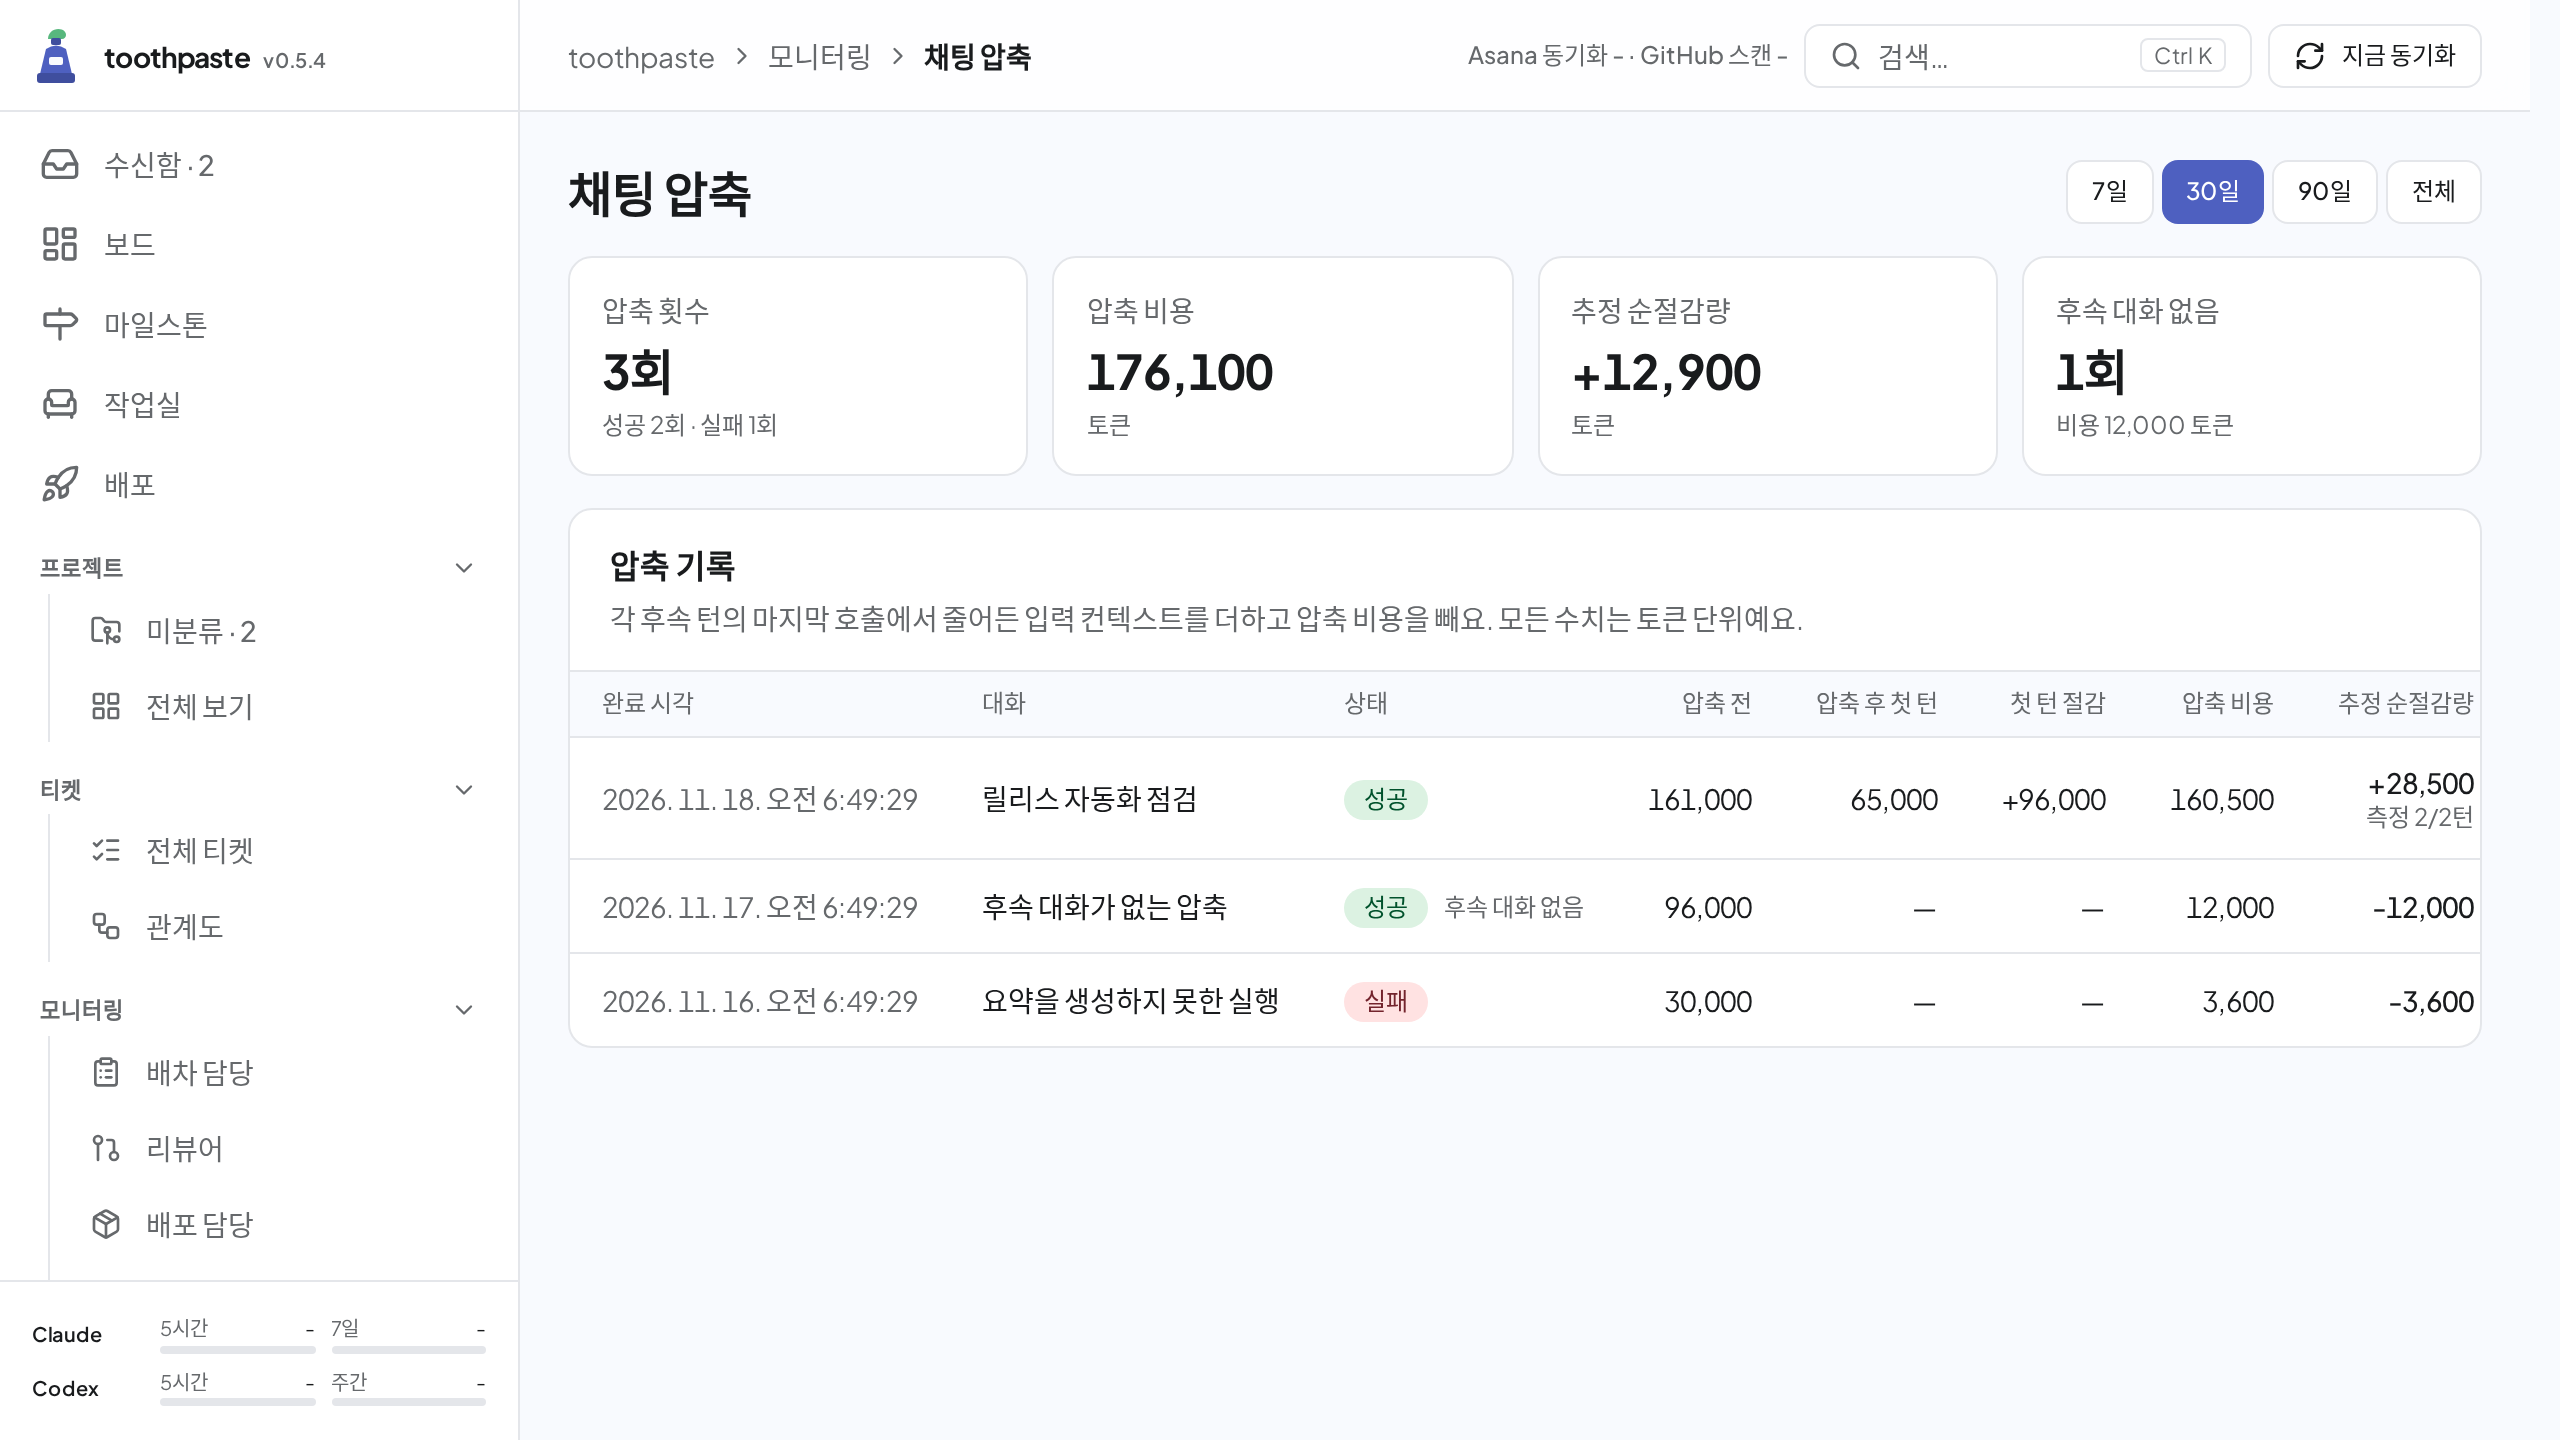 toothpaste v0.5.4
수신함 · 2
보드
마일스톤
작업실
배포
프로젝트
미분류 · 2
전체 보기
티켓
전체 티켓
관계도
모니터링
배차 담당
리뷰어
배포 담당
Claude 5시간 - 7일 -
Codex 5시간 - 주간 -
toothpaste > 모니터링 > 채팅 압축
Asana 동기화 - · GitHub 스캔 -
검색... Ctrl K
지금 동기화
채팅 압축
7일 30일 90일 전체
압축 횟수
3회
성공 2회 · 실패 1회
압축 비용
176,100
토큰
추정 순절감량
+12,900
토큰
후속 대화 없음
1회
비용 12,000 토큰
압축 기록
각 후속 턴의 마지막 호출에서 줄어든 입력 컨텍스트를 더하고 압축 비용을 빼요. 모든 수치는 토큰 단위예요.
완료 시각 대화 상태 압축 전 압축 후 첫 턴 첫 턴 절감 압축 비용 추정 순절감량
2026. 11. 18. 오전 6:49:29 릴리스 자동화 점검 성공 161,000 65,000 +96,000 160,500 +28,500
측정 2/2턴
2026. 11. 17. 오전 6:49:29 후속 대화가 없는 압축 성공 후속 대화 없음 96,000 — — 12,000 -12,000
2026. 11. 16. 오전 6:49:29 요약을 생성하지 못한 실행 실패 30,000 — — 3,600 -3,600